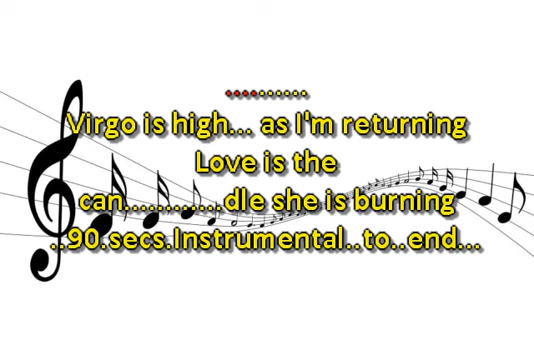 ..........
Virgo is high... as I'm returning
Love is the
can............dle she is burning
..90.secs.Instrumental..to..end...